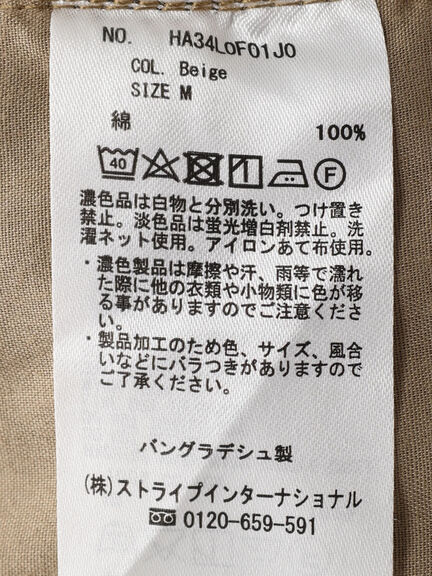 NO. HA34L0F01J0
COL. Beige
SIZE M
綿 100%
40 F
濃色品は白物と分別洗い。つけ置き
禁止。淡色品は蛍光増白剤禁止。洗
濯ネット使用。アイロンあて布使用。
・濃色製品は摩擦や汗、雨等で濡れ
た際に他の衣類や小物類に色が移
る事がありますのでご注意くださ
い。
・製品加工のため色、サイズ、風合
いなどにバラつきがありますので
ご了承ください。
バングラデシュ製
(株)ストライプインターナショナル
0120-659-591